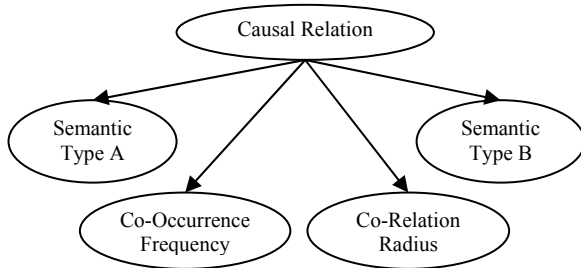 Causal Relation
Semantic
Type A
Semantic
Type B
Co-Occurrence
Frequency
Co-Relation
Radius